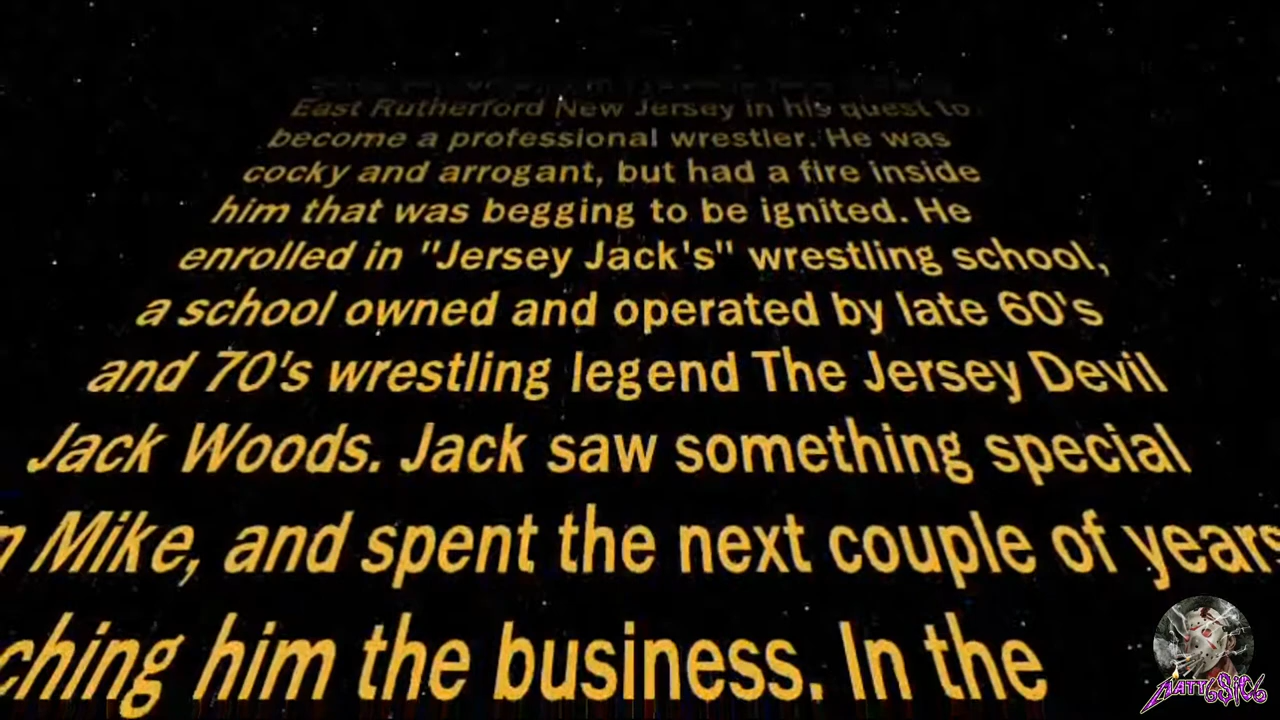 East Rutherford New Jersey in his quest to
become a professional wrestler. He was
cocky and arrogant, but had a fire inside
him that was begging to be ignited. He
enrolled in "Jersey Jack's" wrestling school,
a school owned and operated by late 60's
and 70's wrestling legend The Jersey Devil
Jack Woods. Jack saw something special
n Mike, and spent the next couple of years
ching him the business. In the